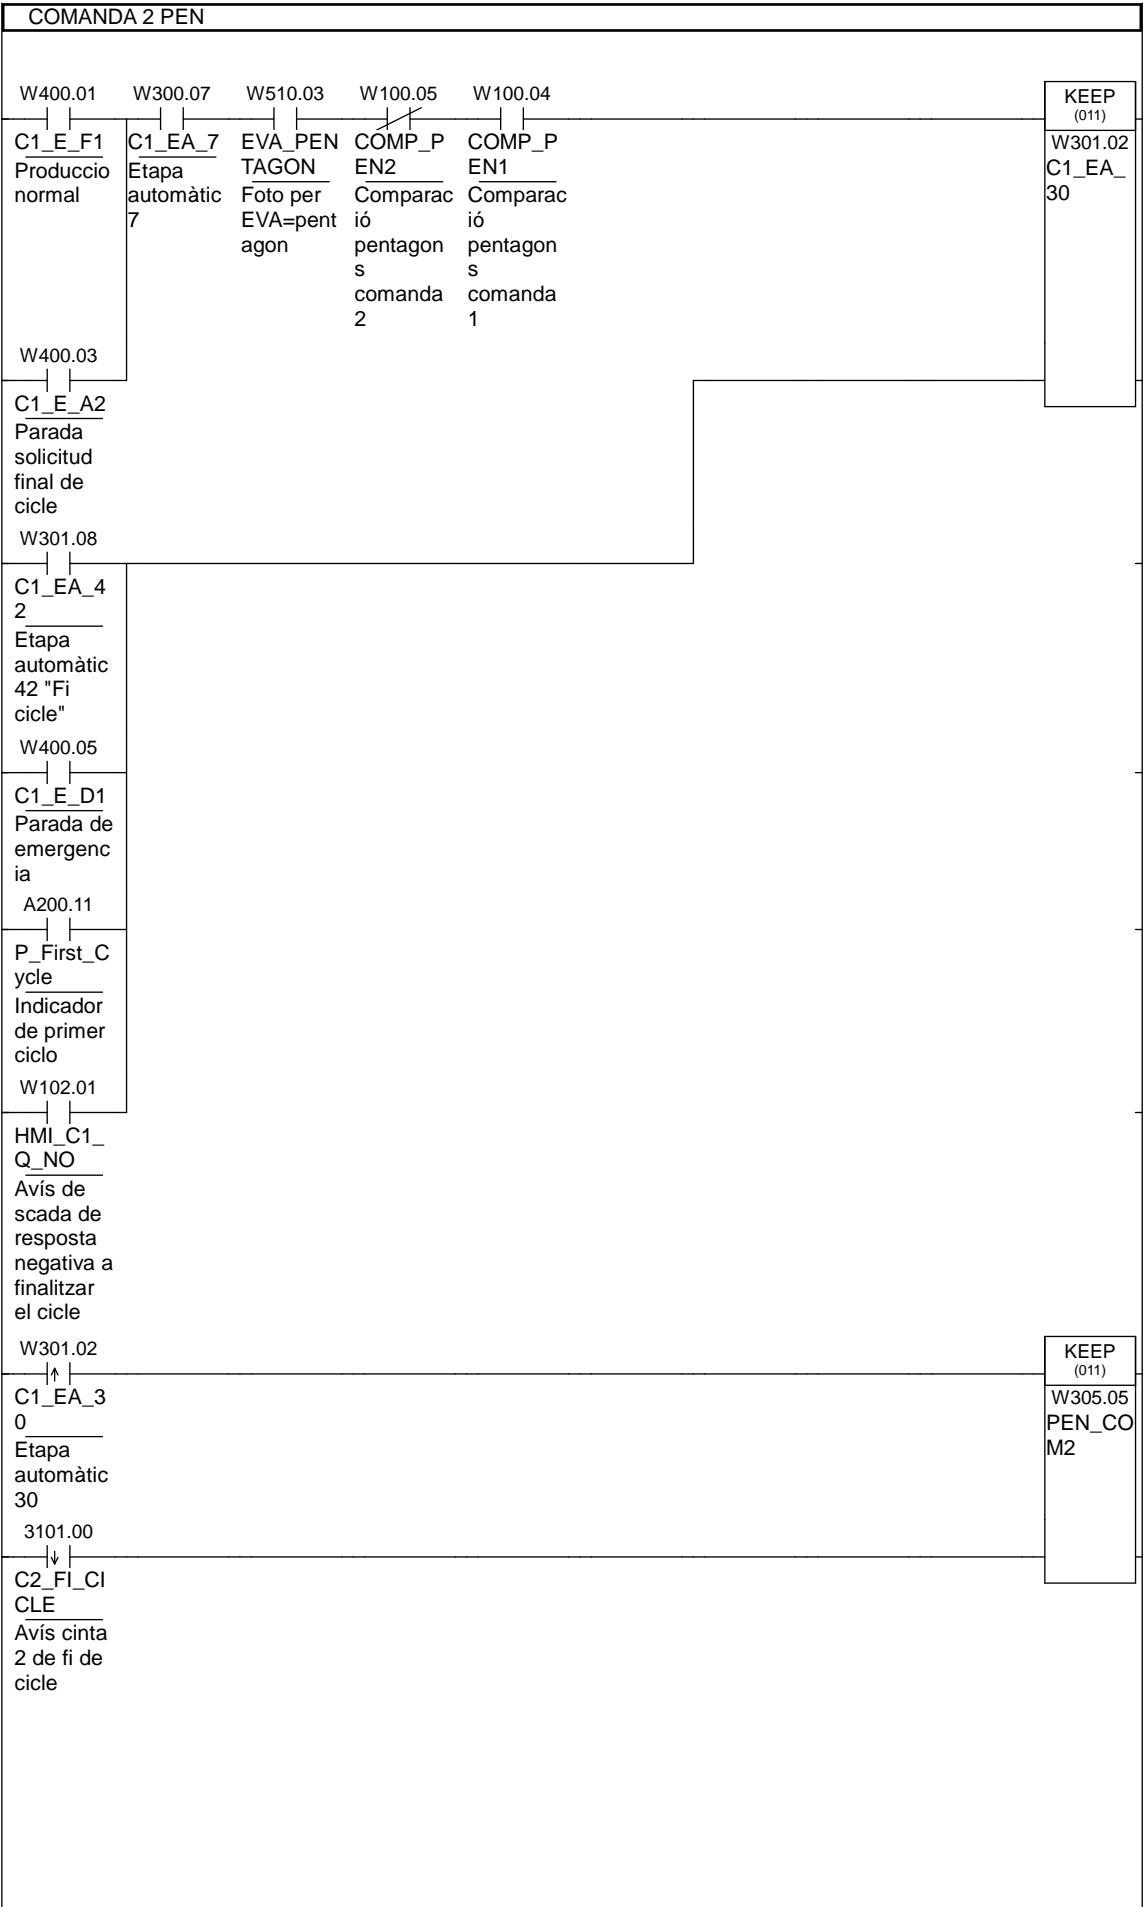 COMANDA 2 PEN
W400.01 W300.07 W510.03 W100.05 W100.04
KEEP
(011)
C1_E_F1 C1_EA_7 EVA_PEN COMP_P COMP_P
W301.02
TAGON EN2 EN1
C1_EA_
30
Produccio Etapa Foto per Comparac Comparac
normal automàtic EVA=pent ió ió
7 agon pentagon pentagon
s s
comanda comanda
2 1
W400.03
C1_E_A2
Parada
solicitud
final de
cicle
W301.08
C1_EA_4
2
Etapa
automàtic
42 "Fi
cicle"
W400.05
C1_E_D1
Parada de
emergenc
ia
A200.11
P_First_C
ycle
Indicador
de primer
ciclo
W102.01
HMI_C1_
Q_NO
Avís de
scada de
resposta
negativa a
finalitzar
el cicle
W301.02
KEEP
(011)
C1_EA_3
0
W305.05
PEN_CO
M2
Etapa
automàtic
30
3101.00
C2_FI_CI
CLE
Avís cinta
2 de fi de
cicle